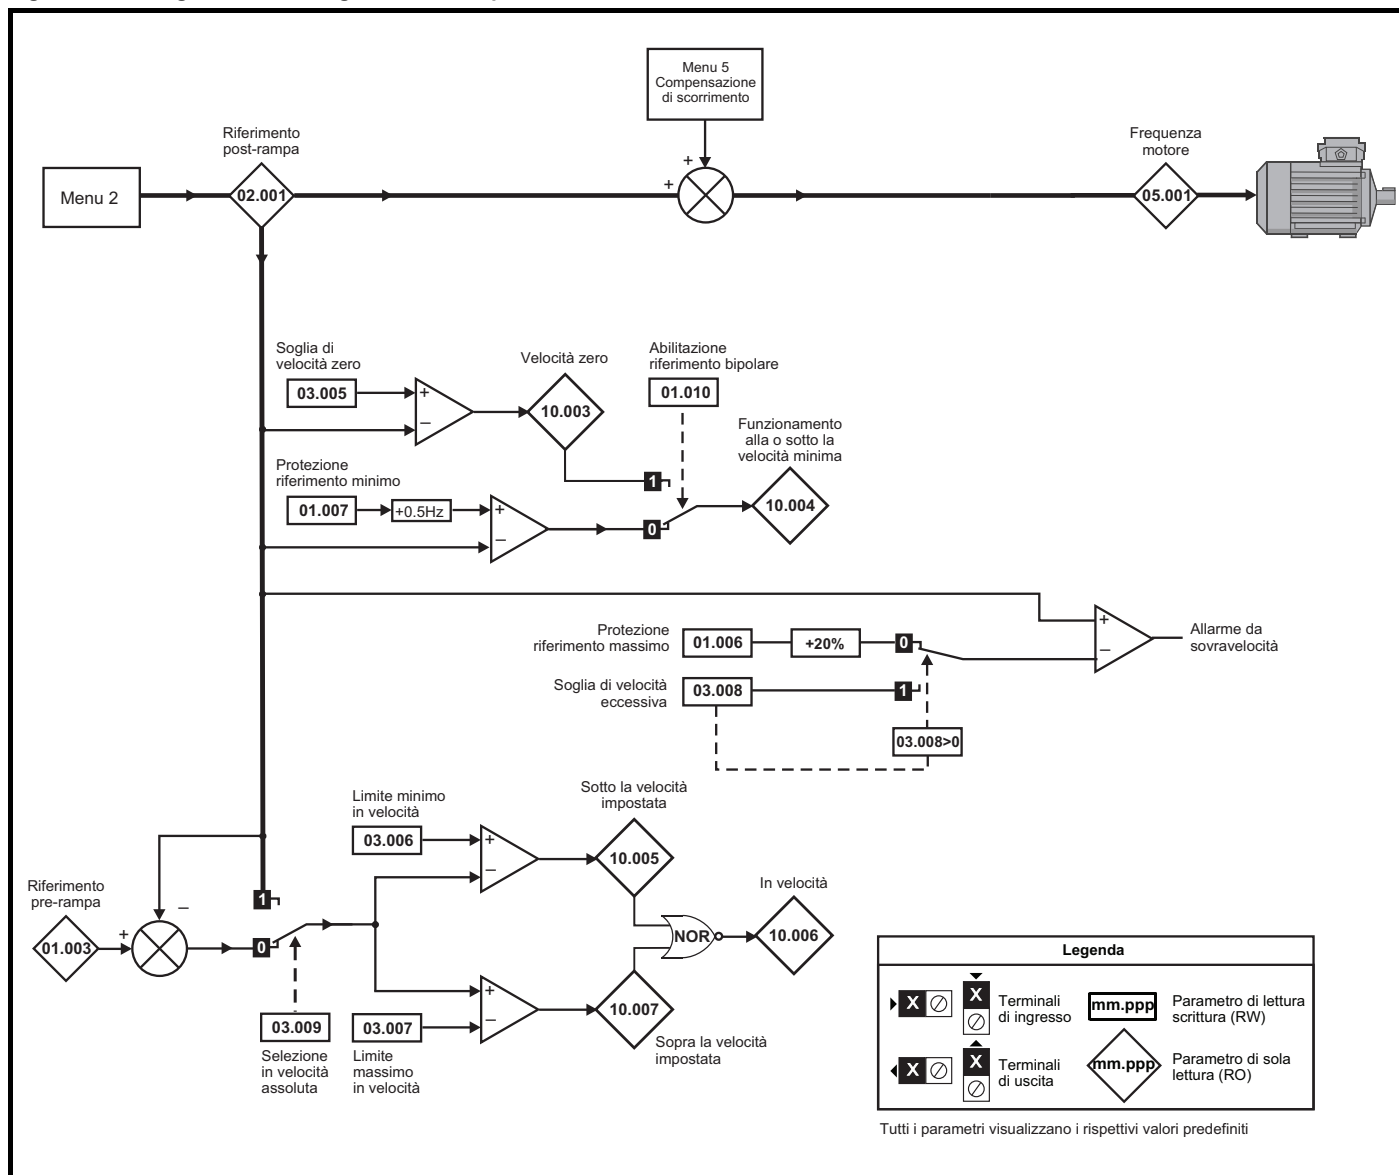 Menu 5
Compensazione
di scorrimento
Riferimento
post-rampa
Frequenza
motore
Menu 2
02.001
+
+
05.001
Soglia di
velocità zero
Velocità zero
Abilitazione
riferimento bipolare
03.005
+
–
10.003
01.010
Funzionamento
alla o sotto la
velocità minima
Protezione
riferimento minimo
1
01.007
+0.5Hz
+
–
0
10.004
Protezione
riferimento massimo
01.006
+20%
0
+
–
Allarme da
sovravelocità
Soglia di velocità
eccessiva
03.008
1
03.008>0
Limite minimo
in velocità
Sotto la velocità
impostata
03.006
+
–
10.005
Riferimento
pre-rampa
1
–
In velocità
01.003
+
0
NOR
10.006
+
–
10.007
03.009
03.007
Selezione
in velocità
assoluta
Limite
massimo
in velocità
Sopra la velocità
impostata
Legenda
X
X
Terminali
di ingresso
mm.ppp
Parametro di lettura
scrittura (RW)
X
X
Terminali
di uscita
mm.ppp
Parametro di sola
lettura (RO)
Tutti i parametri visualizzano i rispettivi valori predefiniti